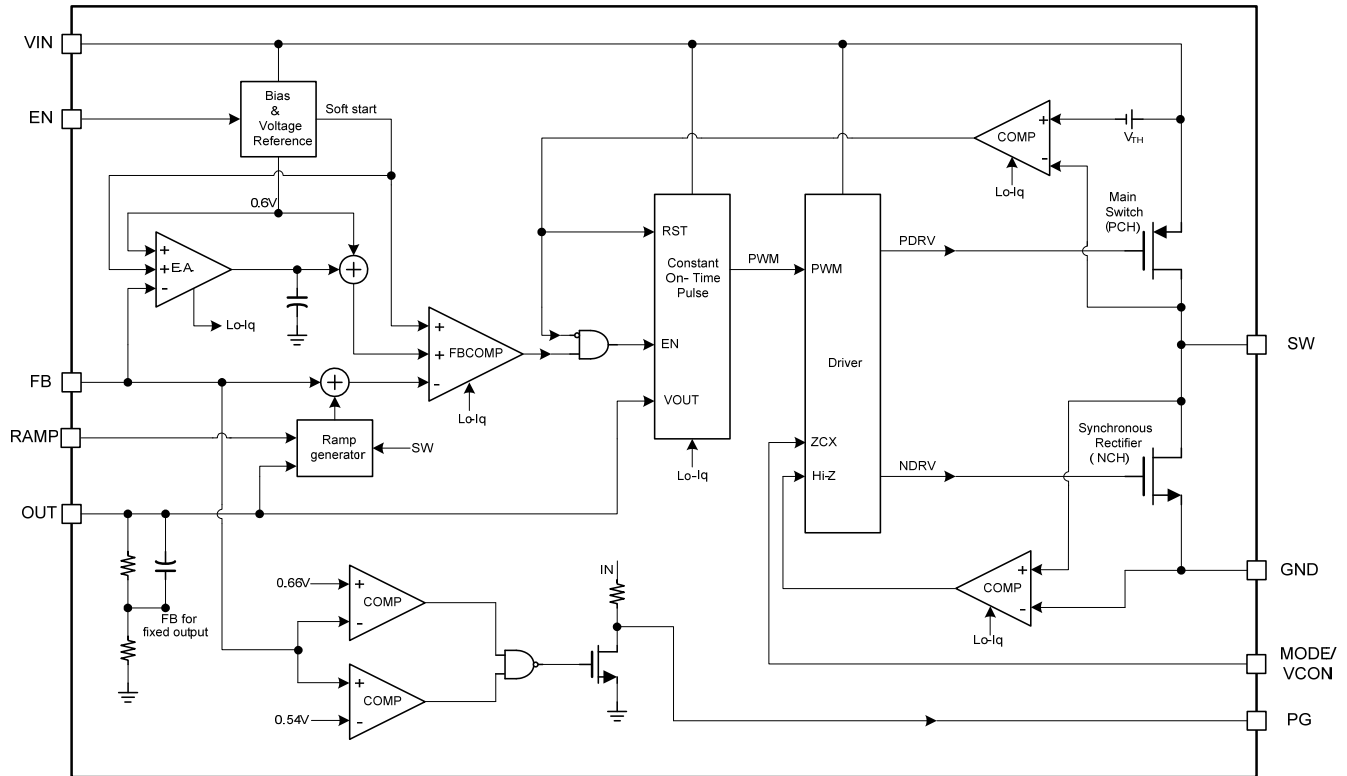 VIN
EN
Bias
&
Voltage
Reference
Soft start
0.6V
+
+
-
E.A.
Lo-Iq
+
FB
RAMP
OUT
+
Ramp
generator
SW
+
+
-
FBCOMP
Lo-Iq
RST
Constant
On- Time
Pulse
EN
VOUT
Lo-Iq
PWM
PWM
Driver
ZCX
Hi-Z
PDRV
NDRV
COMP
+
-
Lo-Iq
VTH
Main
Switch
(PCH)
SW
Synchronous
Rectifier
( NCH)
COMP
+
-
Lo-Iq
GND
MODE/
VCON
PG
FB for
fixed output
0.66V
+
-
COMP
+
-
COMP
0.54V
IN